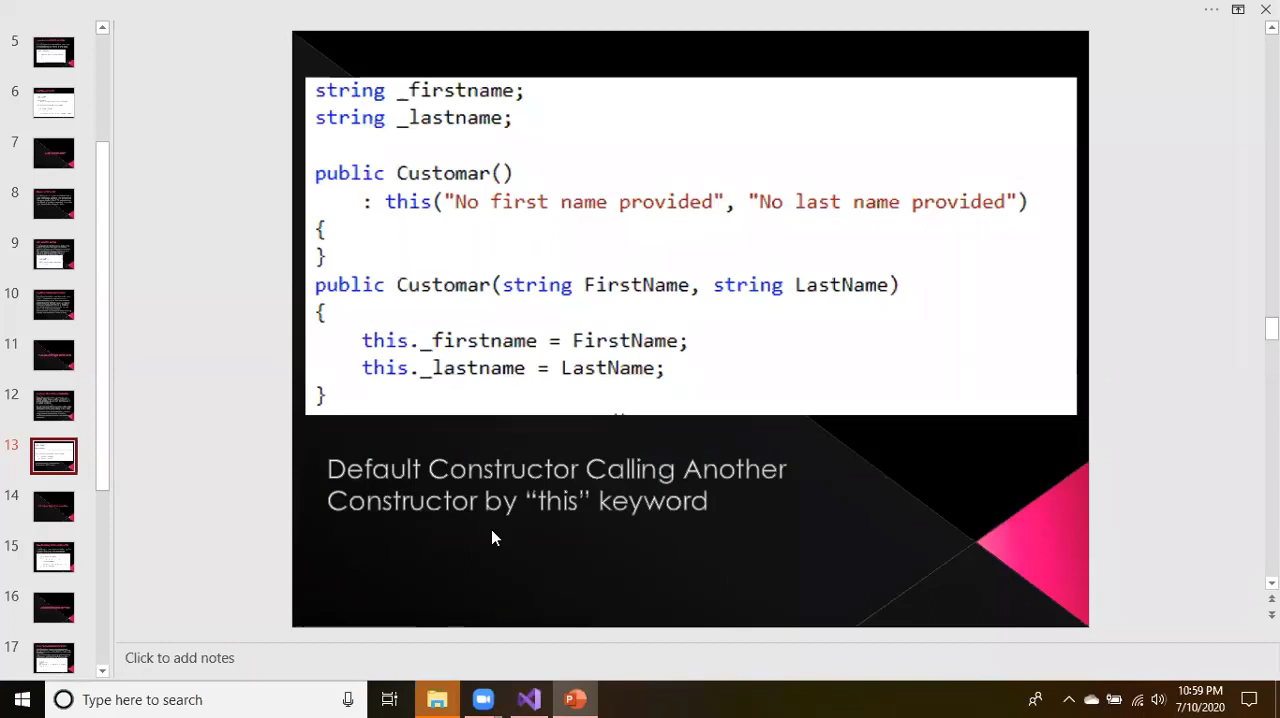 string _firstname;
string _lastname;
public Customar()
: this("No first name provided", "No last name provided")
{
}
public Customar(string FirstName, string LastName)
{
this._firstname = FirstName;
this._lastname = LastName;
}
Default Constructor Calling Another
Constructor by “this” keyword
5
6
7
8
9
10
11
12
13
14
15
16
17
Click to add notes
Type here to search
10:59 PM
7/10/2020